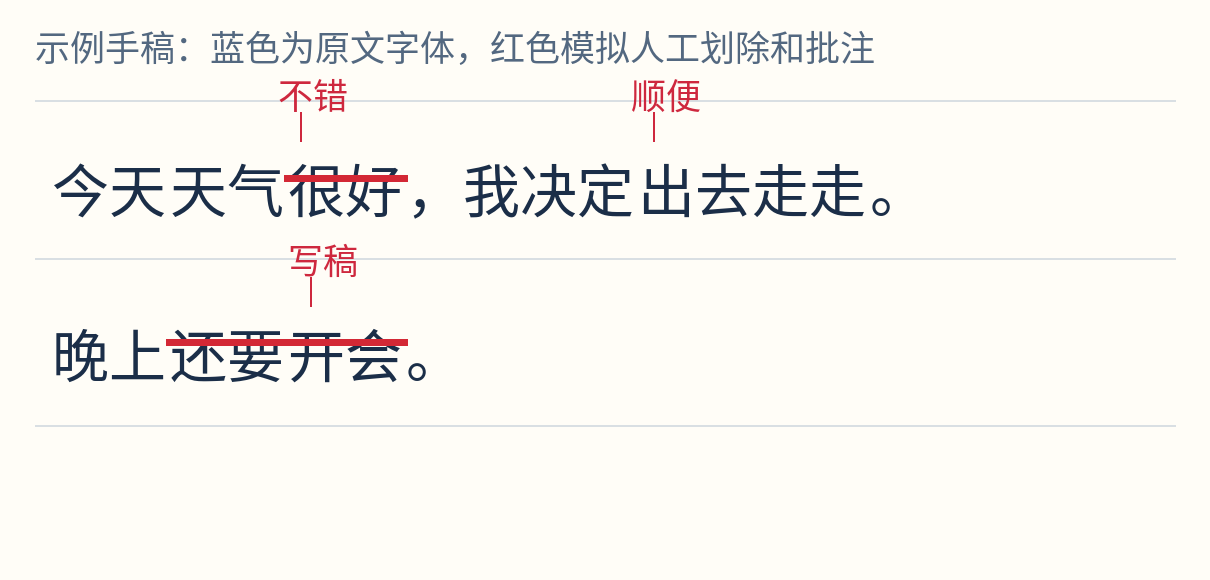 示例手稿：蓝色为原文字体，红色模拟人工划除和批注
不错 顺便
今天天气很好，我决定出去走走。
写稿
晚上还要开会。